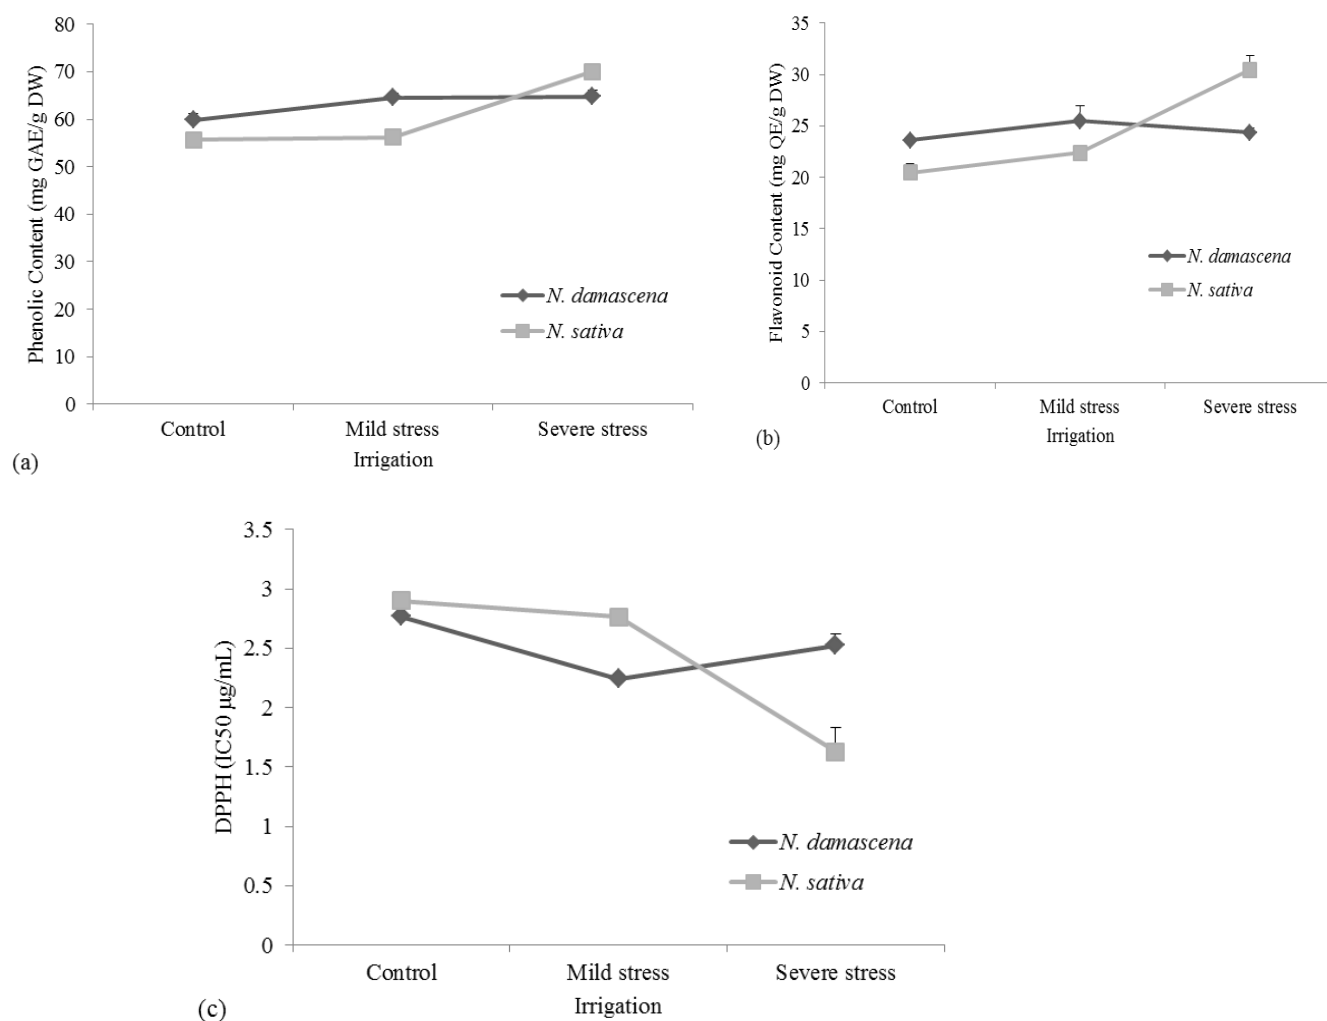 80
70
60
50
40
30
20
10
0
Phenolic Content (mg GAE/g DW)
N. damascena
N. sativa
Control Mild stress Severe stress
Irrigation
(a)
35
30
25
20
15
10
5
0
Flavonoid Content (mg QE/g DW)
N. damascena
N. sativa
Control Mild stress Severe stress
Irrigation
(b)
3.5
3
2.5
2
1.5
1
0.5
0
DPPH (IC50 µg/mL)
N. damascena
N. sativa
Control Mild stress Severe stress
Irrigation
(c)